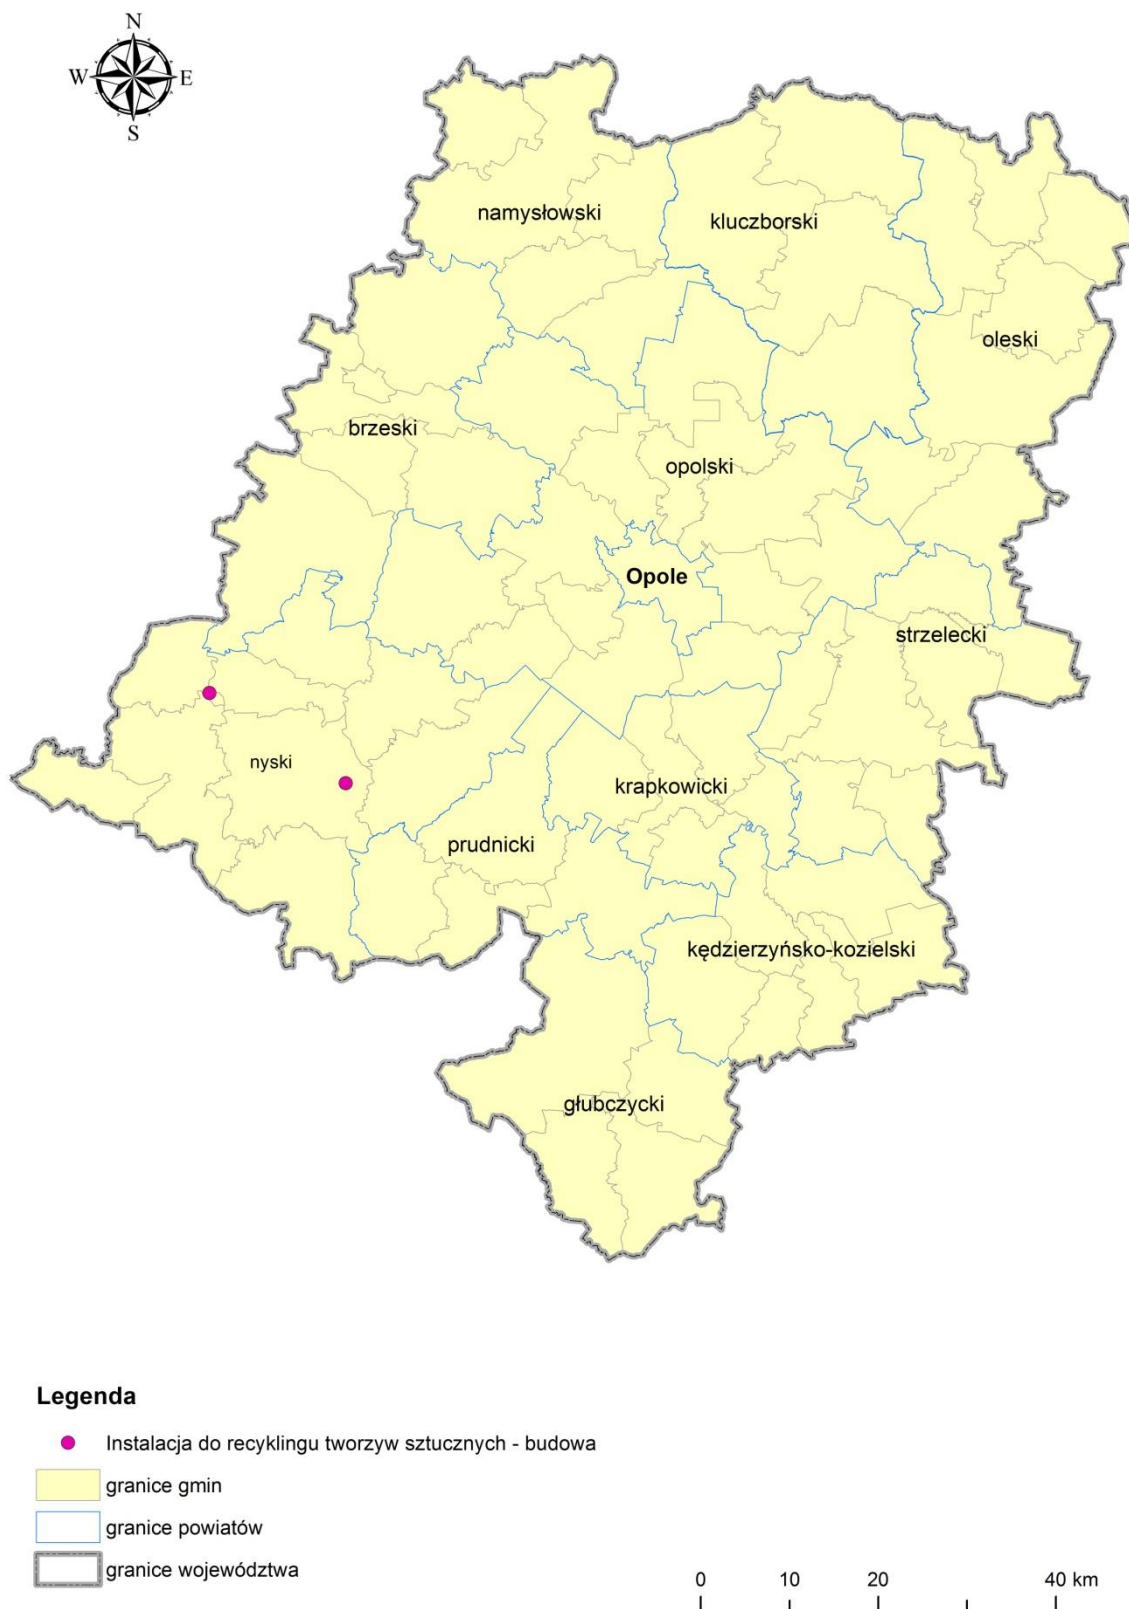 N
W E
S
namysłowski
kluczborski
oleski
brzeski
opolski
Opole
strzelecki
nyski
krapkowicki
prudnicki
kędzierzyńsko-kozielski
głubczycki
Legenda
Instalacja do recyklingu tworzyw sztucznych - budowa
granice gmin
granice powiatów
granice województwa
0 10 20 40 km